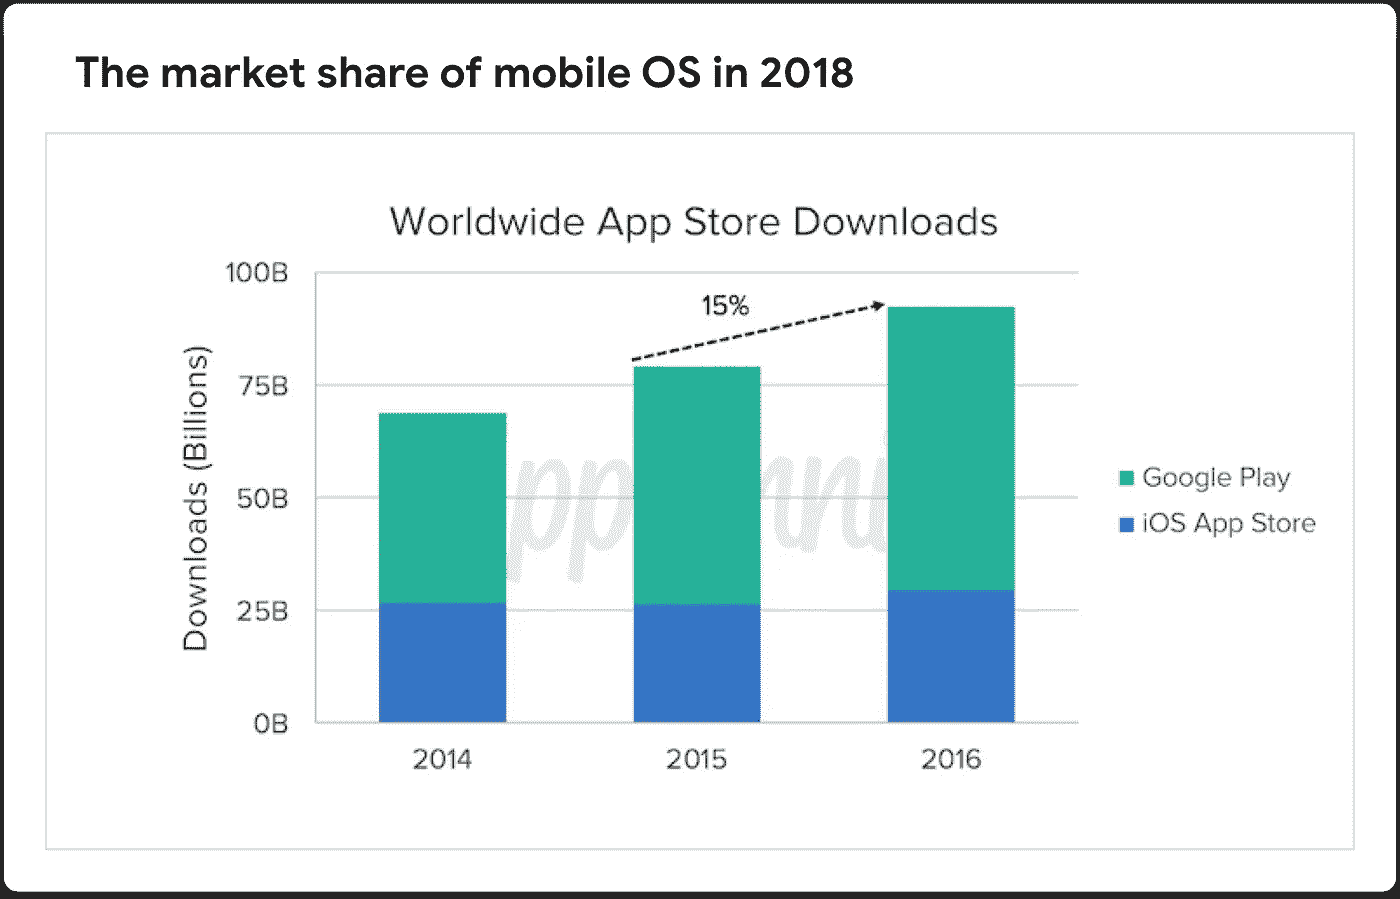 The market share of mobile OS in 2018
Worldwide App Store Downloads
100B
15%
75B
Downloads (Billions)
50B
25B
0B
Google Play
iOS App Store
2014 2015 2016